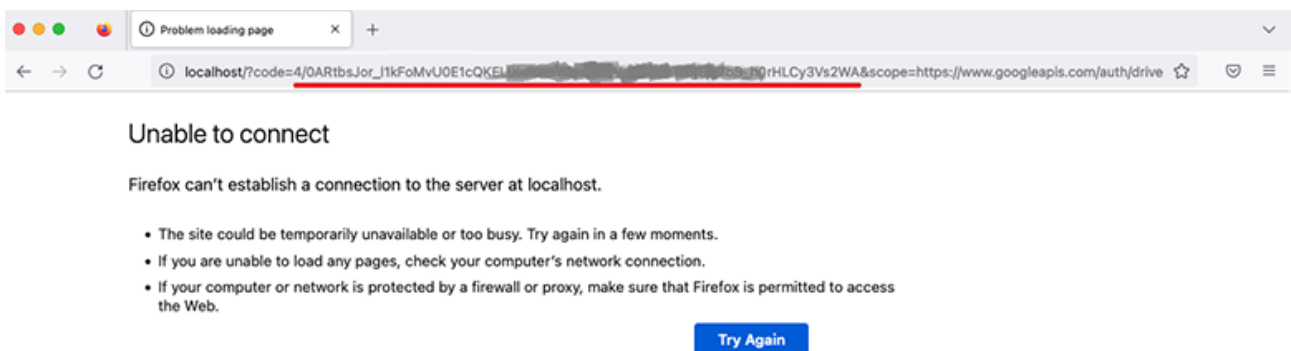 Problem loading page
localhost/?code=4/0ARtbsJor_I1kFoMvU0E1cQKEL rHLCy3Vs2WA&scope=https://www.googleapis.com/auth/drive
Unable to connect
Firefox can’t establish a connection to the server at localhost.
• The site could be temporarily unavailable or too busy. Try again in a few moments.
• If you are unable to load any pages, check your computer’s network connection.
• If your computer or network is protected by a firewall or proxy, make sure that Firefox is permitted to access
the Web.
Try Again